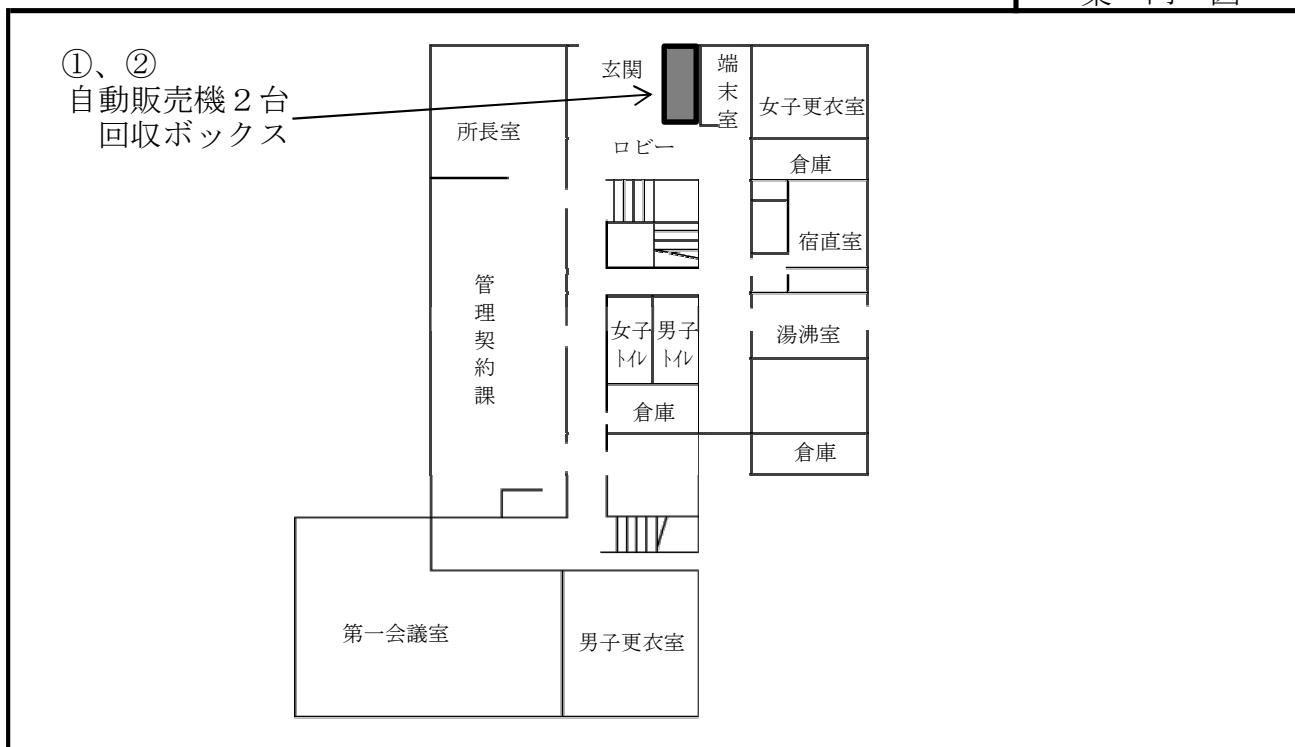 ①、②
自動販売機２台
回収ボックス
玄関
端末室
女子更衣室
所長室
ロビー
倉庫
宿直室
管理契約課
女子
ﾄｲﾚ
男子
ﾄｲﾚ
湯沸室
倉庫
倉庫
第一会議室
男子更衣室